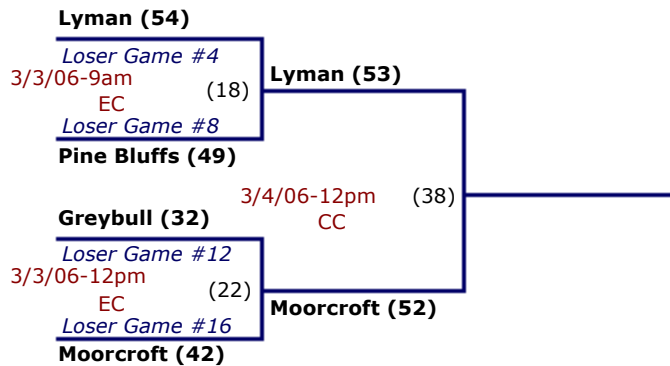 Lyman (54)
Loser Game #4
3/3/06-9am
EC
(18)
Lyman (53)
Loser Game #8
Pine Bluffs (49)
3/4/06-12pm
CC
(38)
Greybull (32)
Loser Game #12
3/3/06-12pm
EC
(22)
Moorcroft (52)
Loser Game #16
Moorcroft (42)